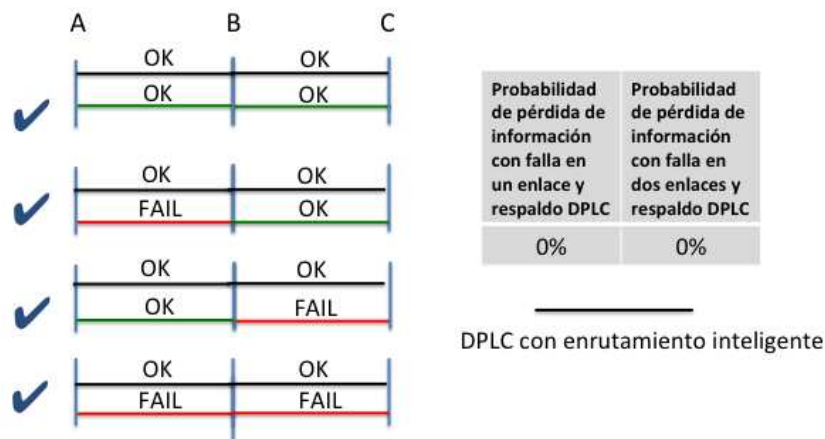 A B C
OK OK
OK OK
OK OK
FAIL OK
OK OK
OK FAIL
OK OK
FAIL FAIL
Probabilidad
de pérdida de
información
con falla en
un enlace y
respaldo DPLC
Probabilidad
de pérdida de
información
con falla en
dos enlaces y
respaldo DPLC
0% 0%
DPLC con enrutamiento inteligente